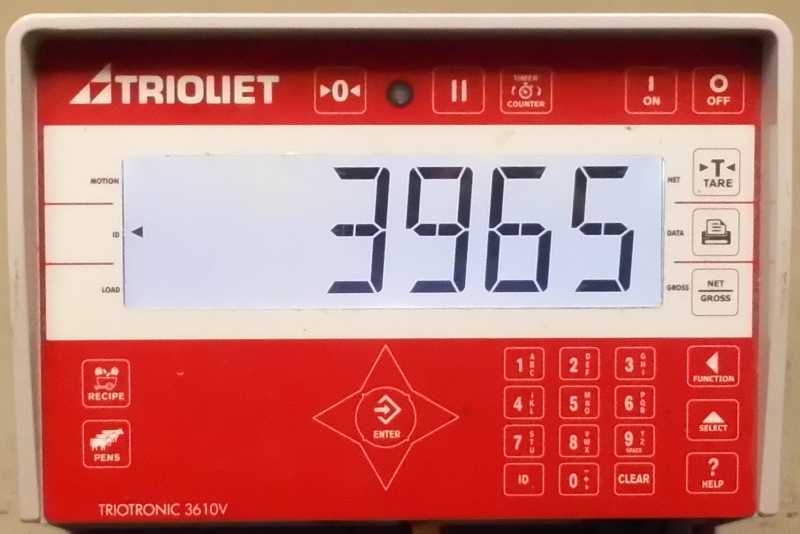 TRIOLIET
▶0◀
TIMER
COUNTER
I
ON
O
OFF
MOTION
ID
LOAD
3965
NET
DATA
GROSS
▶T◀
TARE
NET
GROSS
RECIPE
PENS
ENTER
1 A B C
2 D E F
3 G H I
4 J K L
5 M N O
6 P Q R
7 S T U
8 V W X
9 Y Z SPACE
ID
0
CLEAR
FUNCTION
SELECT
?
HELP
TRIOTRONIC 3610V